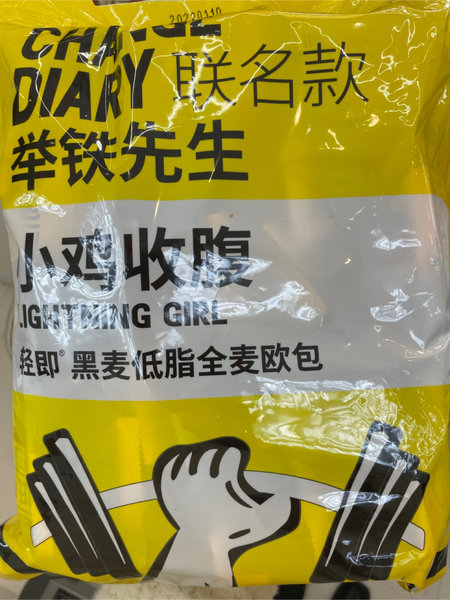 20220110
CHANGE
DIARY 联名款
举铁先生
小鸡收腹
LIGHTNING GIRL
轻即® 黑麦低脂全麦欧包